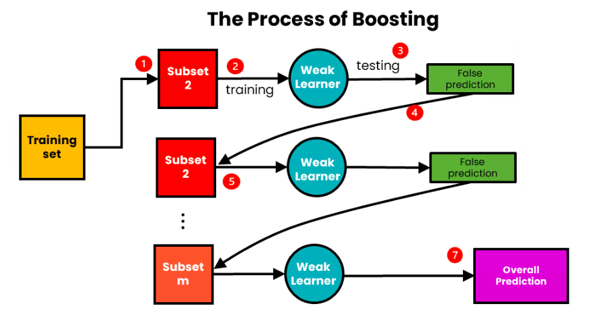 The Process of Boosting
1
2
3
Subset
2
training
Weak
Learner
testing
False
prediction
4
Training
set
Subset
2
5
Weak
Learner
False
prediction
Subset
m
Weak
Learner
7
Overall
Prediction